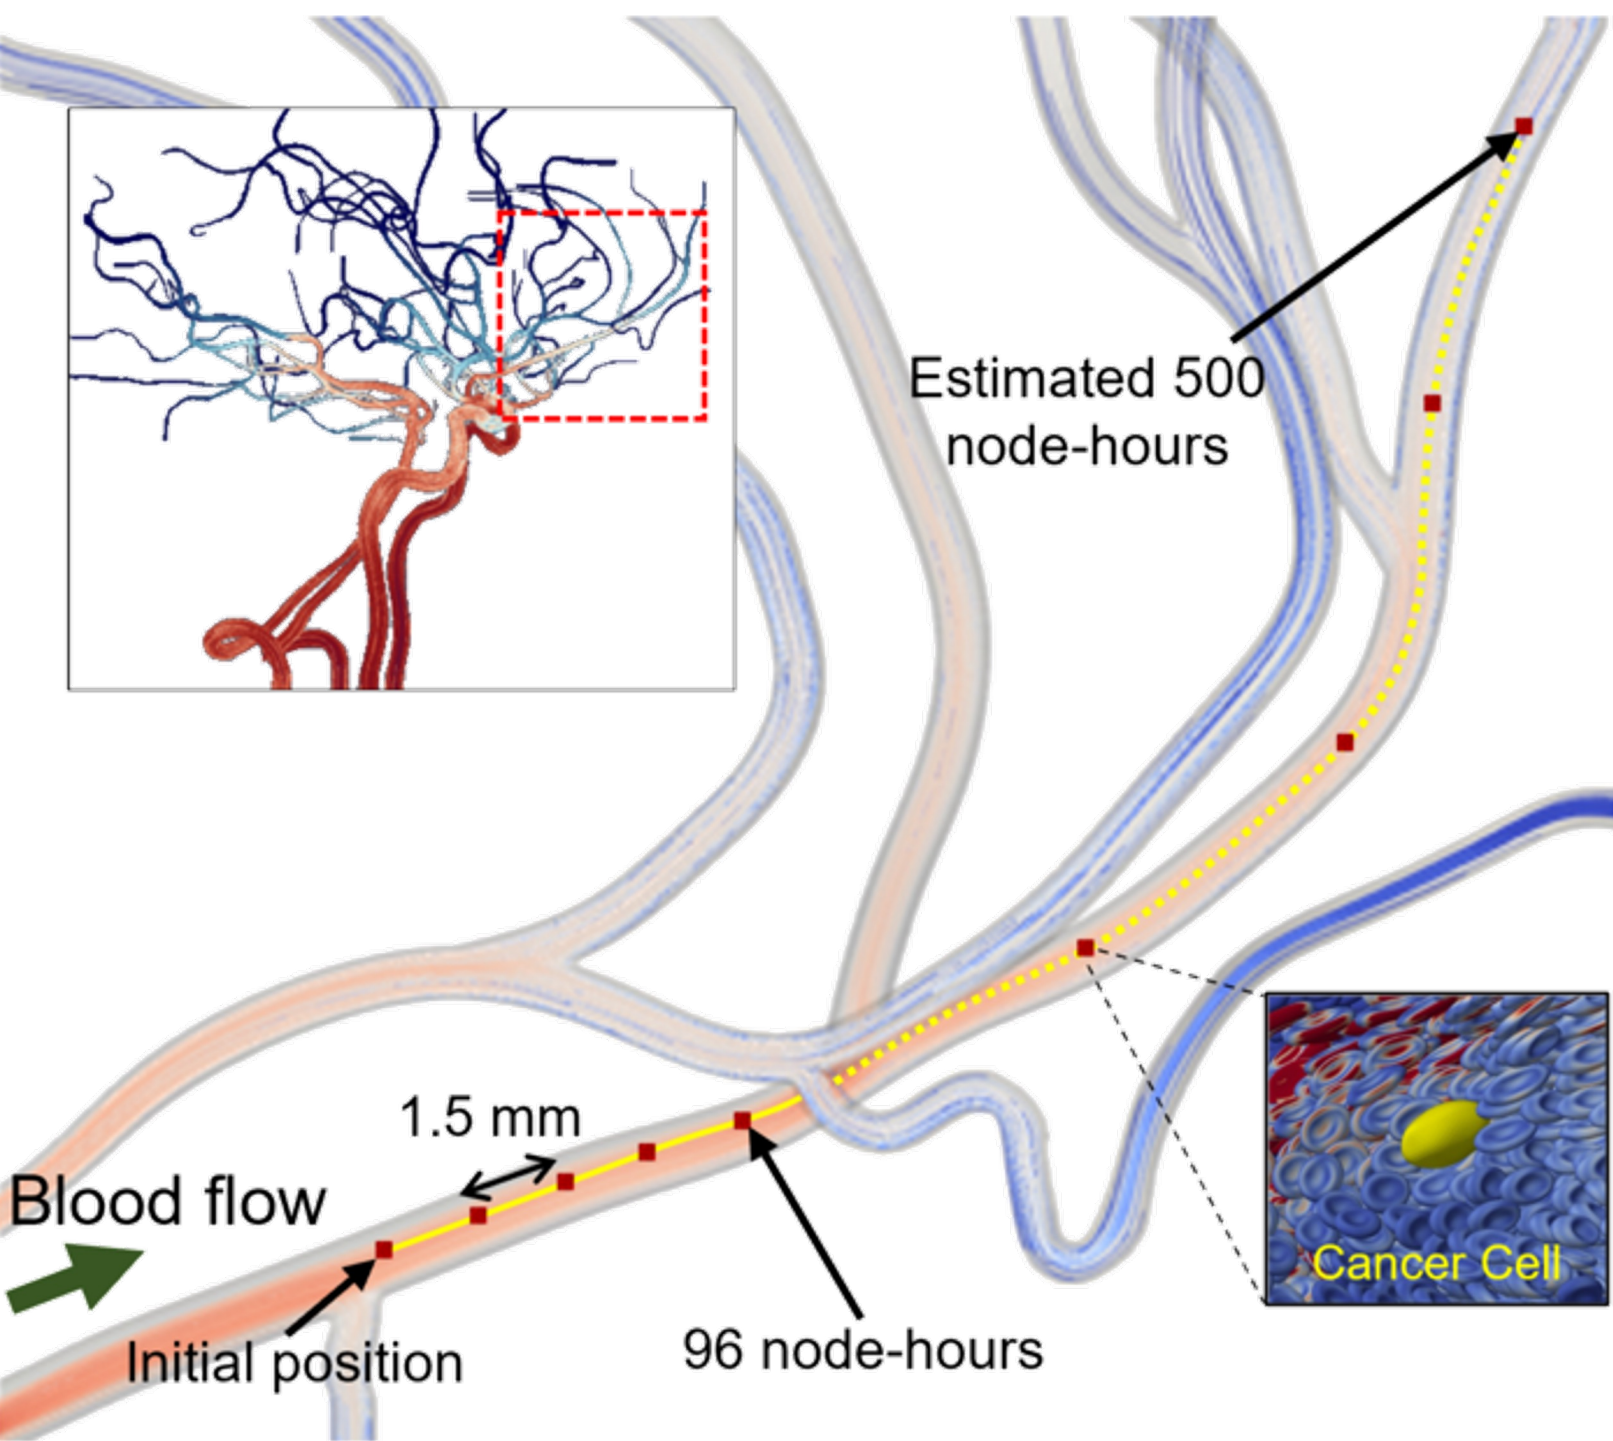 Estimated 500
node-hours
1.5 mm
Blood flow
Initial position
96 node-hours
Cancer Cell